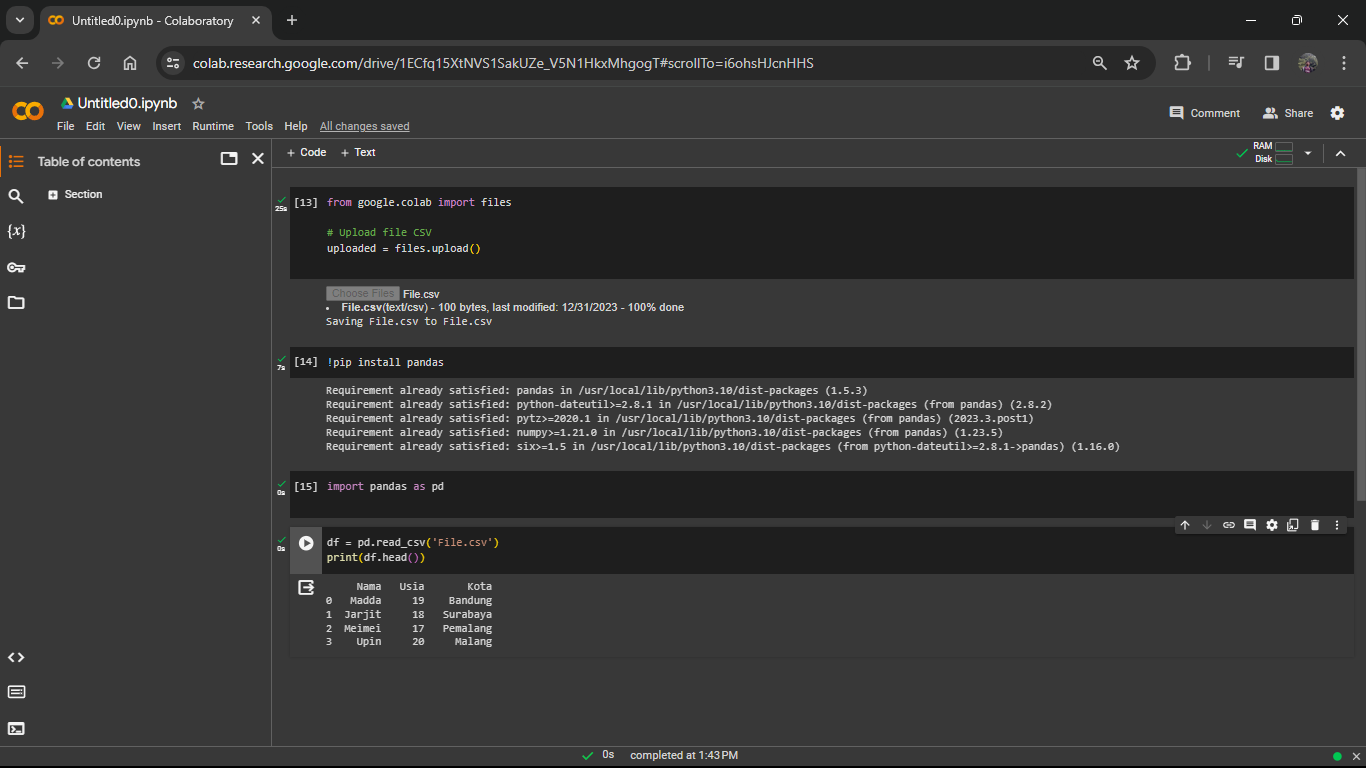 Untitled0.ipynb - Colaboratory
colab.research.google.com/drive/1ECfq15XtNVS1SakUZe_V5N1HkxMhgogT#scrollTo=i6ohsHJcnHHS
Untitled0.ipynb
File Edit View Insert Runtime Tools Help All changes saved
Comment Share
Table of contents
+ Code + Text
RAM
Disk
Section
{x}
25s
[13] from google.colab import files
# Upload file CSV
uploaded = files.upload()
Choose Files File.csv
• File.csv(text/csv) - 100 bytes, last modified: 12/31/2023 - 100% done
Saving File.csv to File.csv
7s
[14] !pip install pandas
Requirement already satisfied: pandas in /usr/local/lib/python3.10/dist-packages (1.5.3)
Requirement already satisfied: python-dateutil>=2.8.1 in /usr/local/lib/python3.10/dist-packages (from pandas) (2.8.2)
Requirement already satisfied: pytz>=2020.1 in /usr/local/lib/python3.10/dist-packages (from pandas) (2023.3.post1)
Requirement already satisfied: numpy>=1.21.0 in /usr/local/lib/python3.10/dist-packages (from pandas) (1.23.5)
Requirement already satisfied: six>=1.5 in /usr/local/lib/python3.10/dist-packages (from python-dateutil>=2.8.1->pandas) (1.16.0)
0s
[15] import pandas as pd
0s
df = pd.read_csv('File.csv')
print(df.head())
Nama Usia Kota
0 Madda 19 Bandung
1 Jarjit 18 Surabaya
2 Meimei 17 Pemalang
3 Upin 20 Malang
0s completed at 1:43 PM